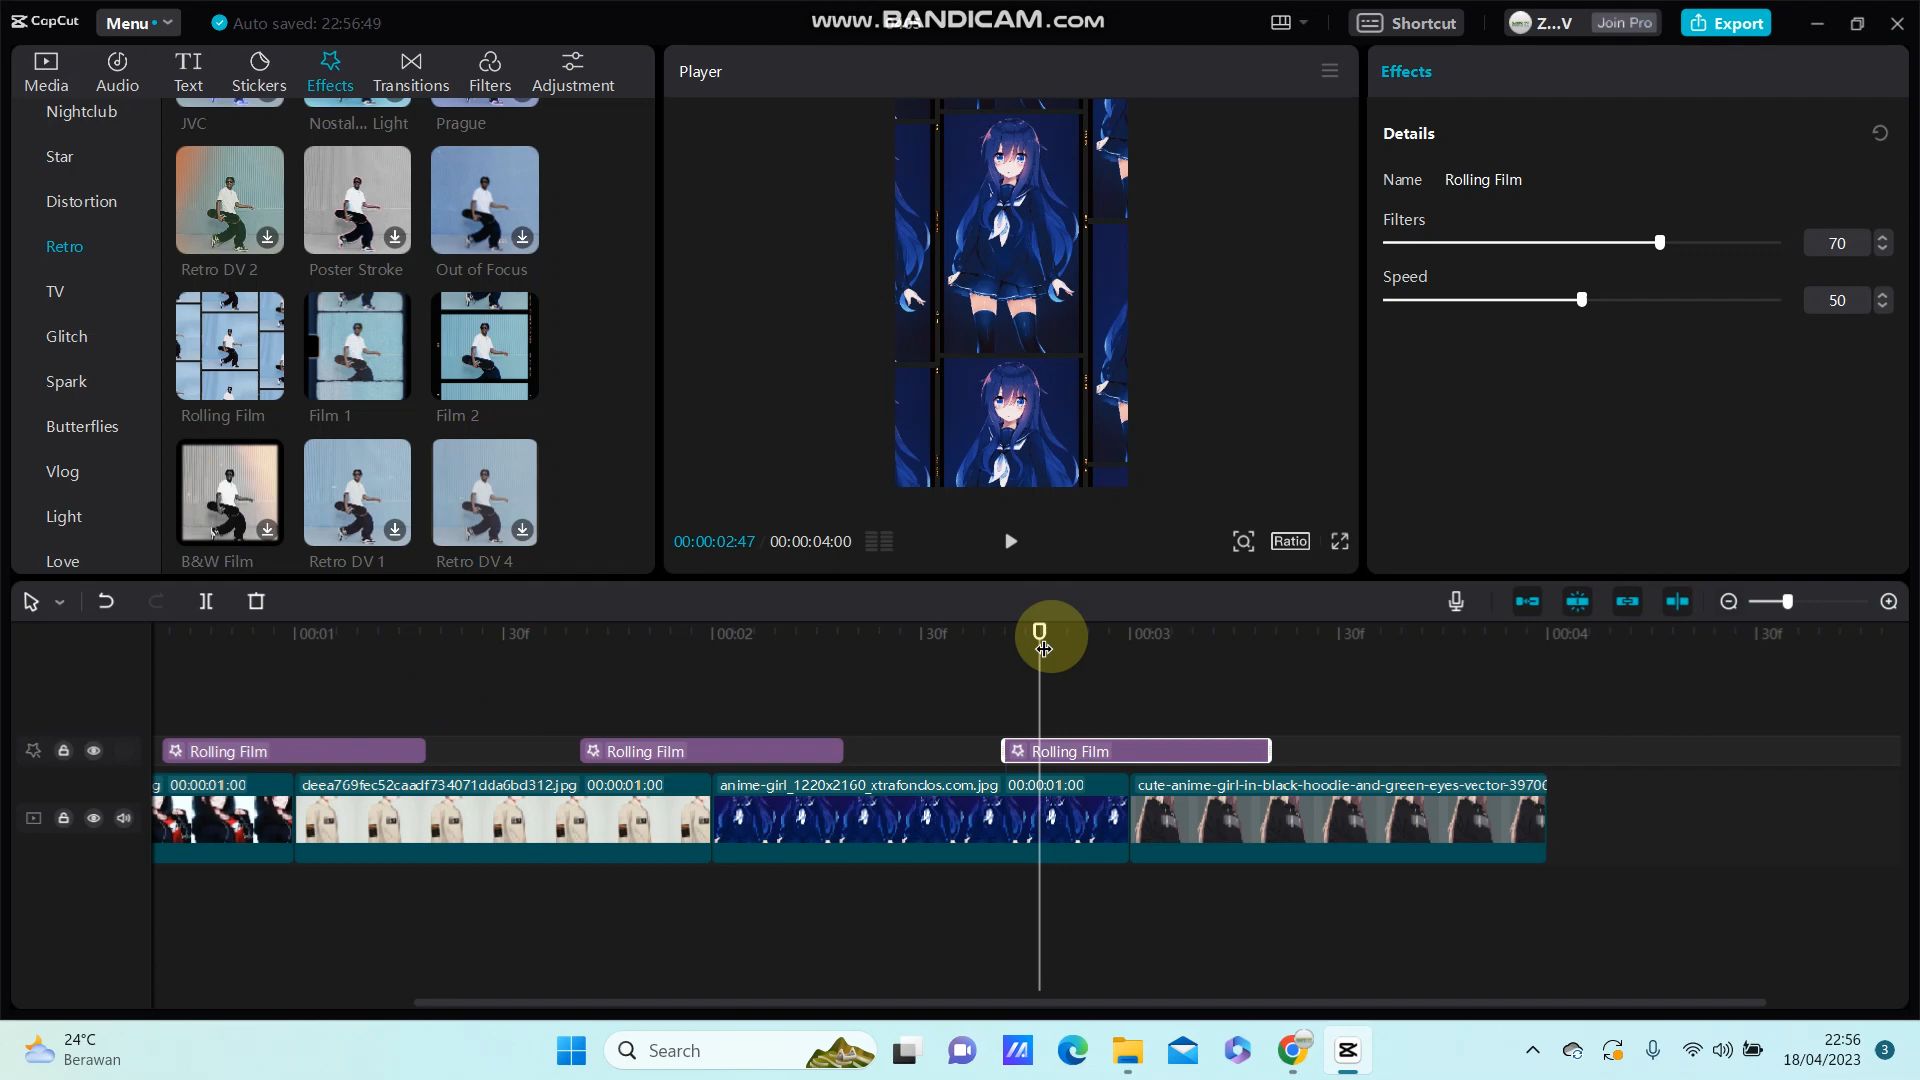 CapCut
Menu
Auto saved: 22:56:49
www.BANDICAM.com
Shortcut
Z...V
Join Pro
Export
Media
Audio
Text
Stickers
Effects
Transitions
Filters
Adjustment
Player
Effects
Nightclub
Star
Distortion
Retro
TV
Glitch
Spark
Butterflies
Vlog
Light
Love
JVC
Nostal... Light
Prague
Retro DV 2
Poster Stroke
Out of Focus
Rolling Film
Film 1
Film 2
B&W Film
Retro DV 1
Retro DV 4
00:00:02:47 / 00:00:04:00
Ratio
Details
Name Rolling Film
Filters
70
Speed
50
00:01
30f
00:02
30f
00:03
30f
00:04
30f
Rolling Film
Rolling Film
Rolling Film
g 00:00:01:00
deea769fec52caadf734071dda6bd312.jpg 00:00:01:00
anime-girl_1220x2160_xtrafondos.com.jpg 00:00:01:00
cute-anime-girl-in-black-hoodie-and-green-eyes-vector-39706
24°C
Berawan
Search
22:56
18/04/2023
3